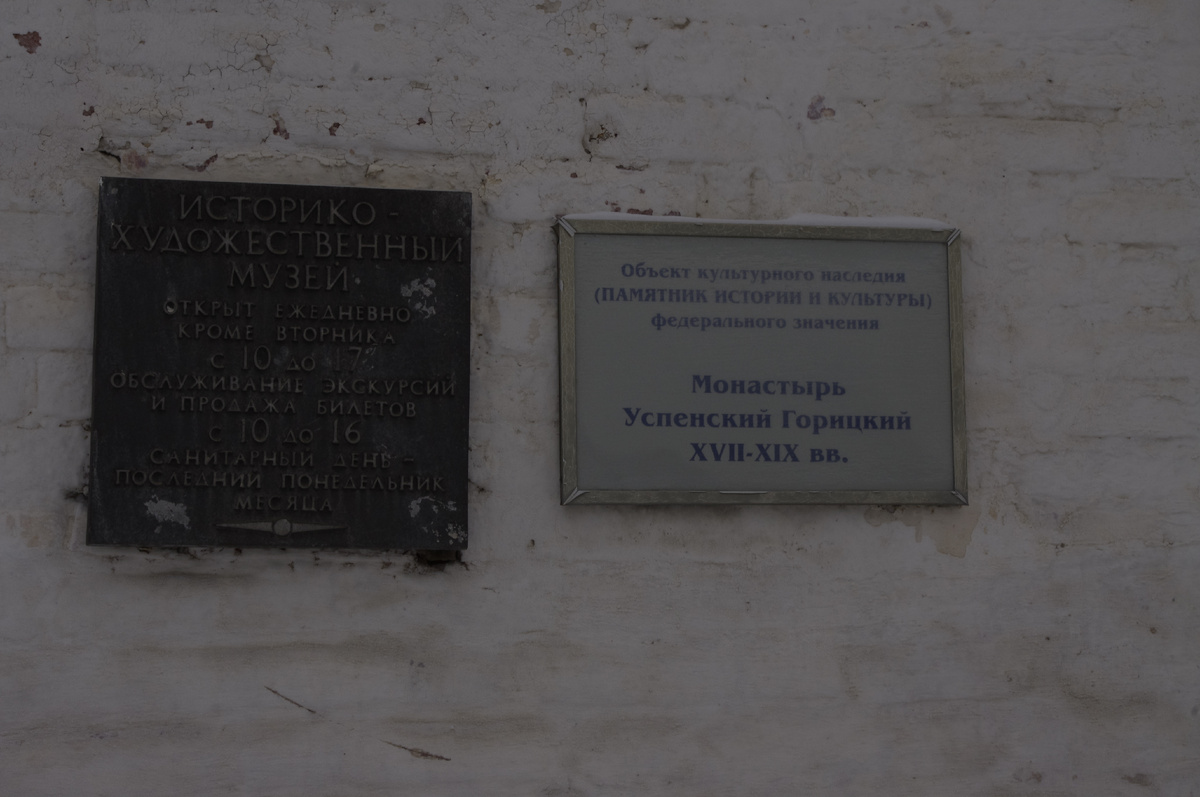 ИСТОРИКО -
ХУДОЖЕСТВЕННЫЙ
МУЗЕЙ
ОТКРЫТ ЕЖЕДНЕВНО
КРОМЕ ВТОРНИКА
с 10 до 17
ОБСЛУЖИВАНИЕ ЭКСКУРСИЙ
И ПРОДАЖА БИЛЕТОВ
с 10 до 16
САНИТАРНЫЙ ДЕНЬ -
ПОСЛЕДНИЙ ПОНЕДЕЛЬНИК
МЕСЯЦА
Объект культурного наследия
(ПАМЯТНИК ИСТОРИИ И КУЛЬТУРЫ)
федерального значения
Монастырь
Успенский Горицкий
XVII-XIX вв.